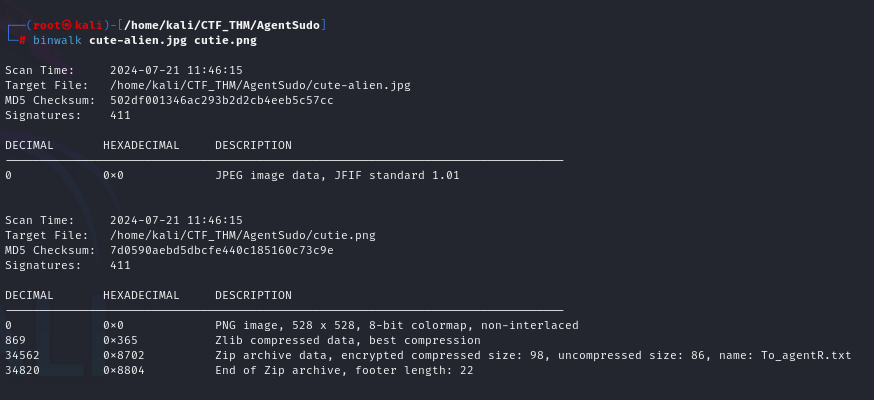 ┌──(root㉿kali)-[/home/kali/CTF_THM/AgentSudo]
└─# binwalk cute-alien.jpg cutie.png
Scan Time:     2024-07-21 11:46:15
Target File:   /home/kali/CTF_THM/AgentSudo/cute-alien.jpg
MD5 Checksum:  502df001346ac293b2d2cb4eeb5c57cc
Signatures:    411
DECIMAL       HEXADECIMAL     DESCRIPTION
--------------------------------------------------------------------------------
0             0×0             JPEG image data, JFIF standard 1.01
Scan Time:     2024-07-21 11:46:15
Target File:   /home/kali/CTF_THM/AgentSudo/cutie.png
MD5 Checksum:  7d0590aebd5dbcfe440c185160c73c9e
Signatures:    411
DECIMAL       HEXADECIMAL     DESCRIPTION
--------------------------------------------------------------------------------
0             0×0             PNG image, 528 x 528, 8-bit colormap, non-interlaced
869           0×365           Zlib compressed data, best compression
34562         0×8702          Zip archive data, encrypted compressed size: 98, uncompressed size: 86, name: To_agentR.txt
34820         0×8804          End of Zip archive, footer length: 22